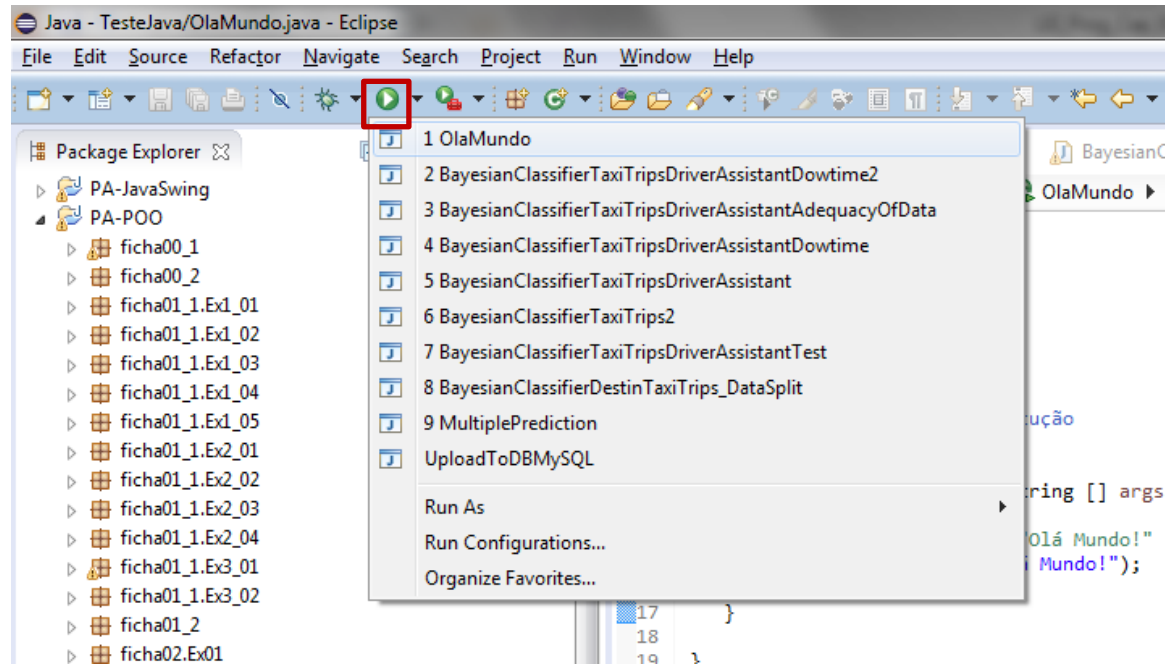 Java - TesteJava/OlaMundo.java - Eclipse
File Edit Source Refactor Navigate Search Project Run Window Help
Package Explorer
BayesianC
PA-JavaSwing
OlaMundo
PA-POO
ficha00_1
ficha00_2
ficha01_1.Ex1_01
ficha01_1.Ex1_02
ficha01_1.Ex1_03
ficha01_1.Ex1_04
ficha01_1.Ex1_05
ficha01_1.Ex2_01
ficha01_1.Ex2_02
ficha01_1.Ex2_03
ficha01_1.Ex2_04
ficha01_1.Ex3_01
ficha01_1.Ex3_02
ficha01_2
ficha02.Ex01
1 OlaMundo
2 BayesianClassifierTaxiTripsDriverAssistantDowtime2
3 BayesianClassifierTaxiTripsDriverAssistantAdequacyOfData
4 BayesianClassifierTaxiTripsDriverAssistantDowtime
5 BayesianClassifierTaxiTripsDriverAssistant
6 BayesianClassifierTaxiTrips2
7 BayesianClassifierTaxiTripsDriverAssistantTest
8 BayesianClassifierDestinTaxiTrips_DataSplit
9 MultiplePrediction
UploadToDBMySQL
Run As
Run Configurations...
Organize Favorites...
ução
ring [] args
Olá Mundo!"
Mundo!");
17 }
18
19 }